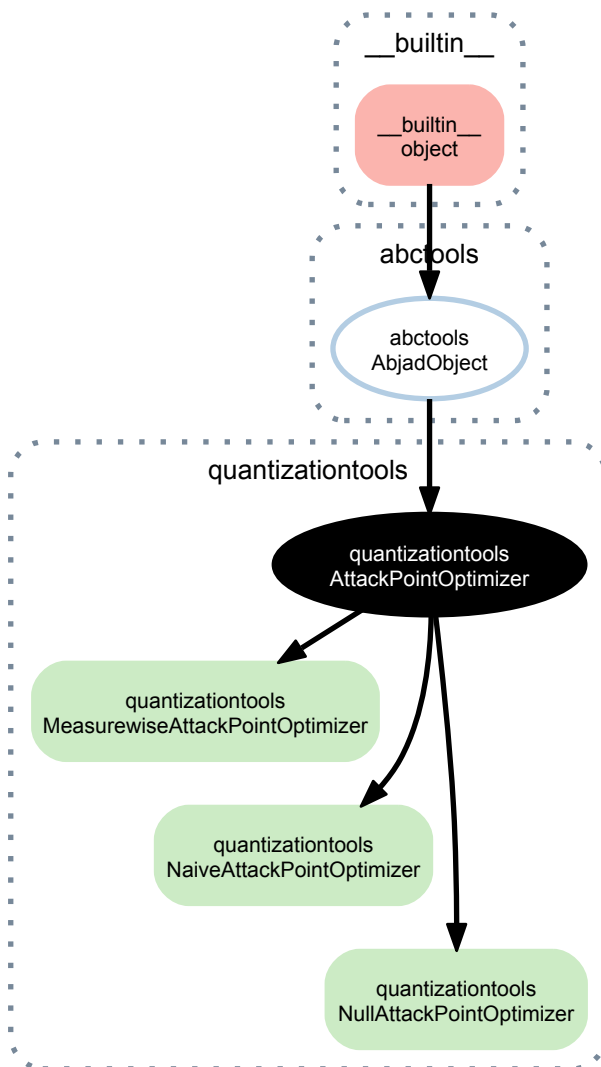 __builtin__
__builtin__
object
abctools
abctools
AbjadObject
quantizationtools
quantizationtools
AttackPointOptimizer
quantizationtools
MeasurewiseAttackPointOptimizer
quantizationtools
NaiveAttackPointOptimizer
quantizationtools
NullAttackPointOptimizer